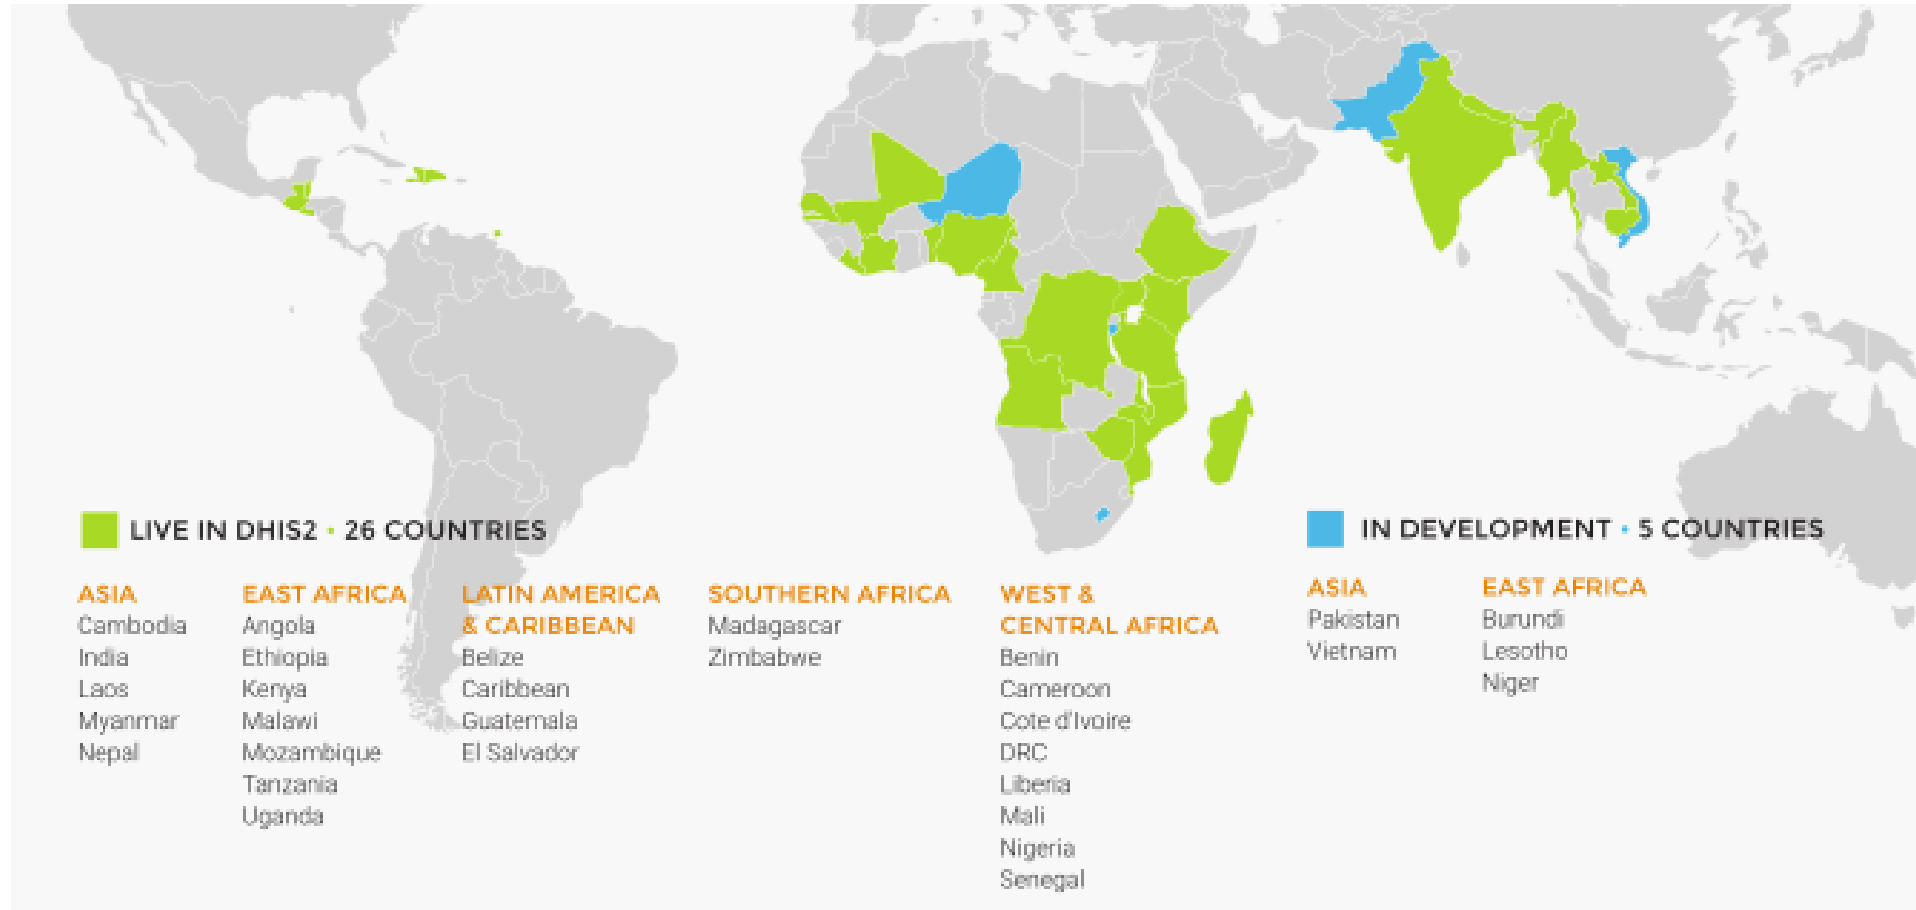 LIVE IN DHIS2 • 26 COUNTRIES
ASIA
Cambodia
India
Laos
Myanmar
Nepal
EAST AFRICA
Angola
Ethiopia
Kenya
Malawi
Mozambique
Tanzania
Uganda
LATIN AMERICA
& CARIBBEAN
Belize
Caribbean
Guatemala
El Salvador
SOUTHERN AFRICA
Madagascar
Zimbabwe
WEST &
CENTRAL AFRICA
Benin
Cameroon
Cote d'Ivoire
DRC
Liberia
Mali
Nigeria
Senegal
IN DEVELOPMENT • 5 COUNTRIES
ASIA
Pakistan
Vietnam
EAST AFRICA
Burundi
Lesotho
Niger